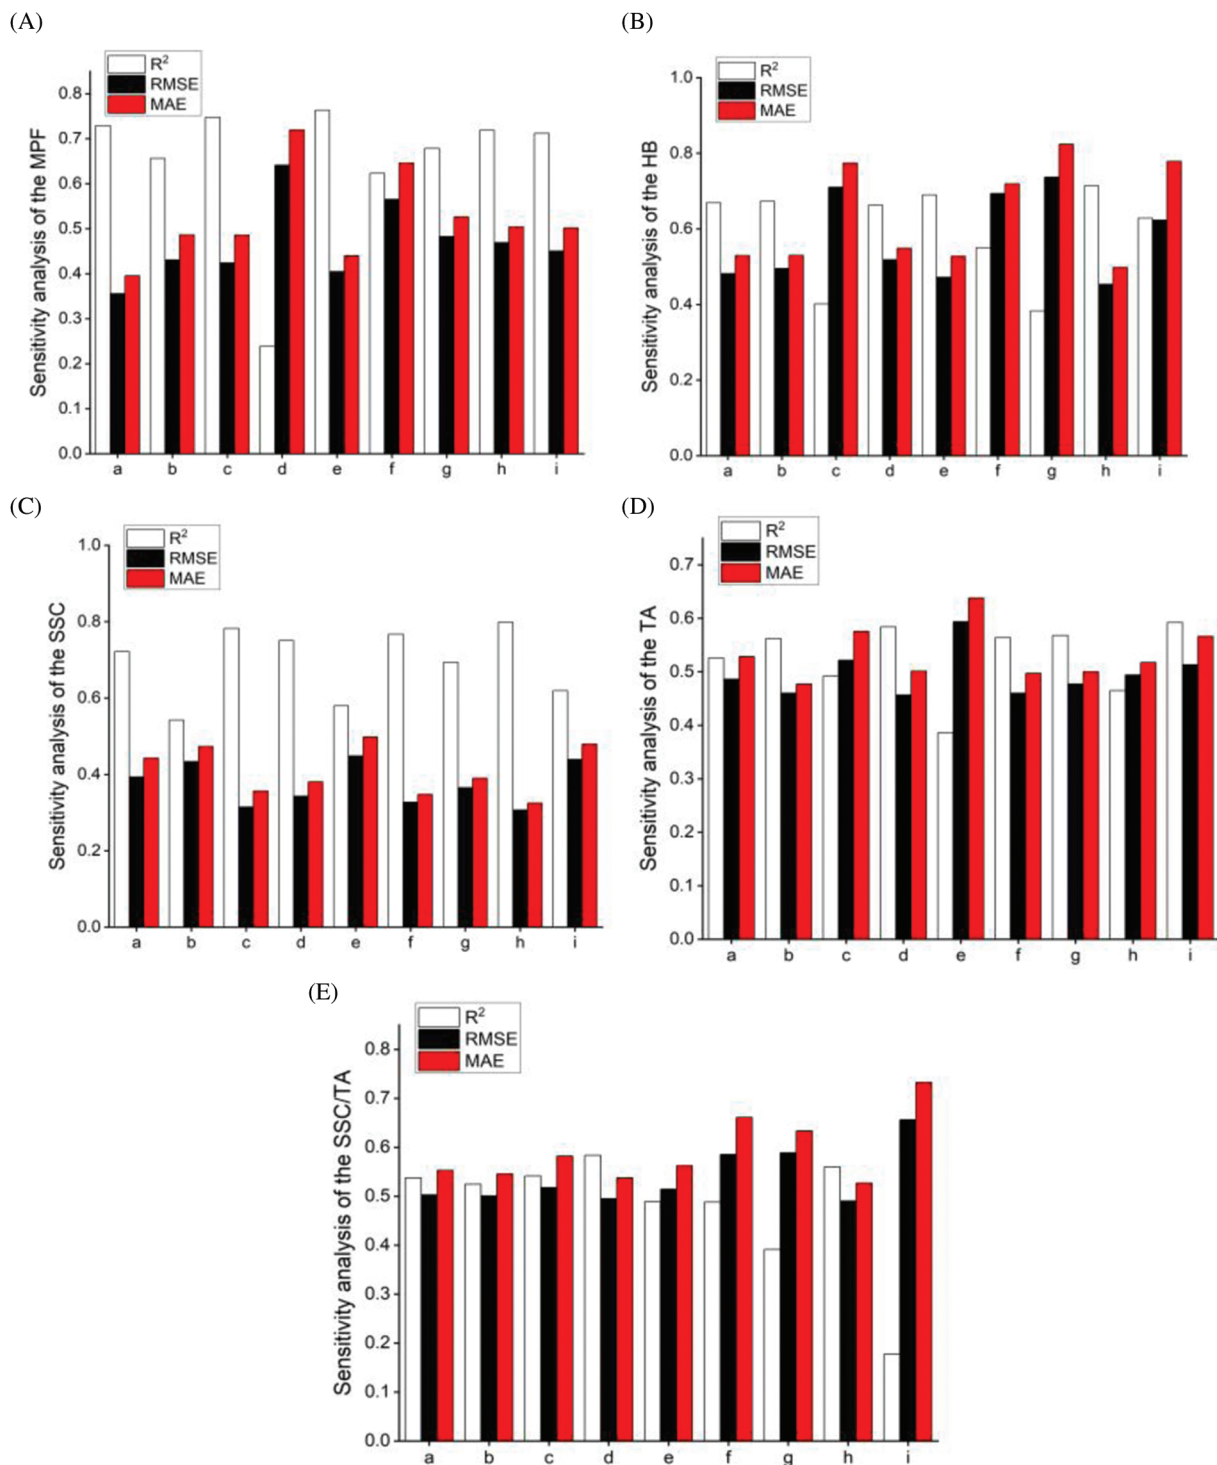 (A)
R²
RMSE
MAE
Sensitivity analysis of the MPF
0.8
0.7
0.6
0.5
0.4
0.3
0.2
0.1
0.0
a b c d e f g h i
(B)
R²
RMSE
MAE
Sensitivity analysis of the HB
1.0
0.8
0.6
0.4
0.2
0.0
a b c d e f g h i
(C)
R²
RMSE
MAE
Sensitivity analysis of the SSC
1.0
0.8
0.6
0.4
0.2
0.0
a b c d e f g h i
(D)
R²
RMSE
MAE
Sensitivity analysis of the TA
0.7
0.6
0.5
0.4
0.3
0.2
0.1
0.0
a b c d e f g h i
(E)
R²
RMSE
MAE
Sensitivity analysis of the SSC/TA
0.8
0.7
0.6
0.5
0.4
0.3
0.2
0.1
0.0
a b c d e f g h i